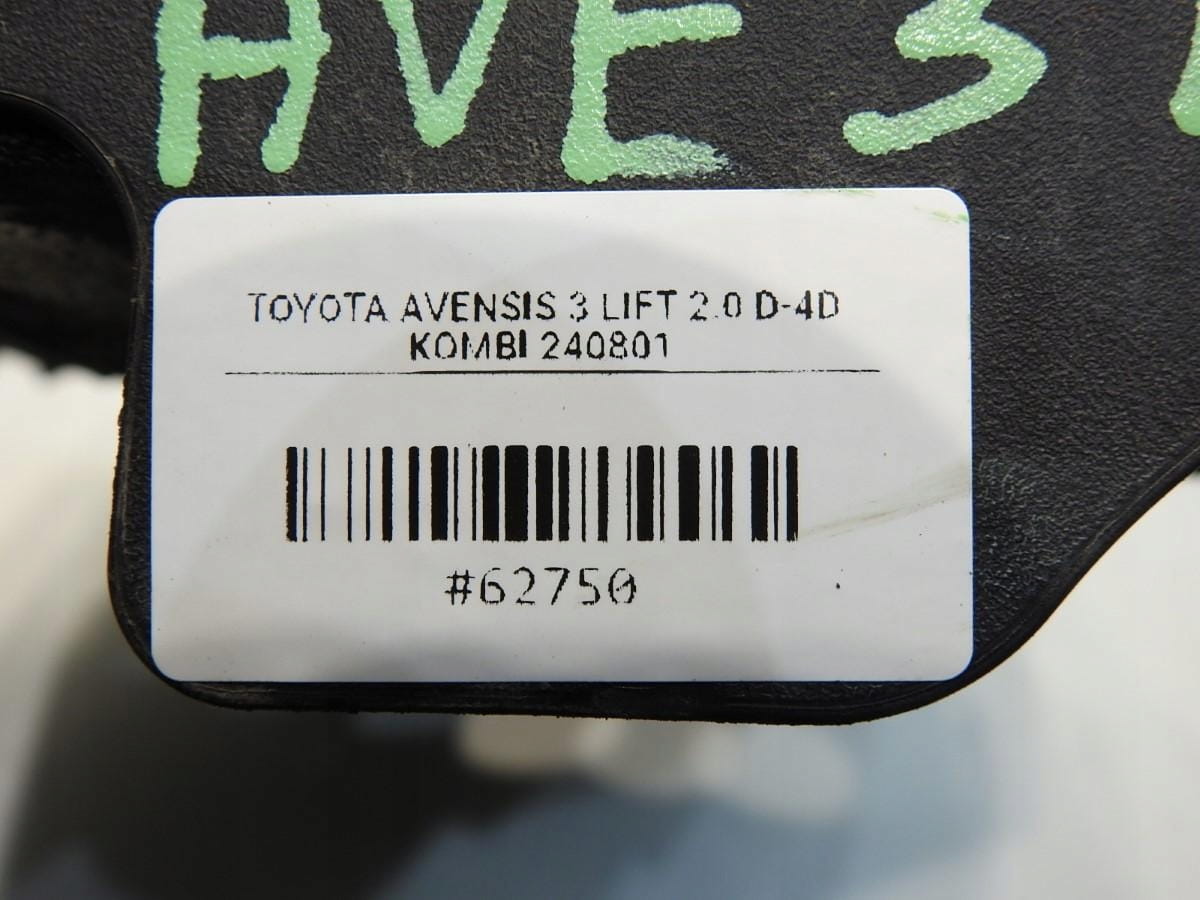 AVE 3
TOYOTA AVENSIS 3 LIFT 2.0 D-4D
KOMBI 240801
#62750